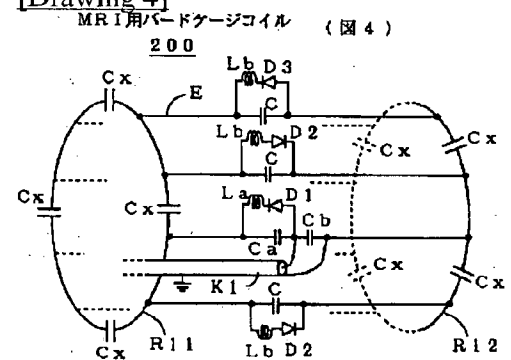 [Drawing 4]
MRI用バードケージコイル (図4)
200
Lb D3
Cx
E
C
Lb D2
Cx
Cx
C
La D1
Cx
Cx
Cb
Ca
Cx
K1
C
Cx
Cx
R11
Lb D2
R12